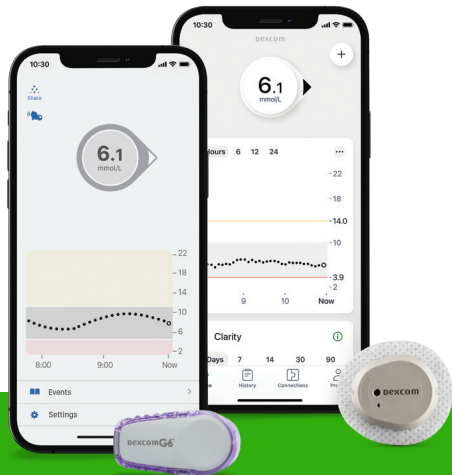 10:30
Share
6.1
mmol/L
22
18
14
10
6
2
8:00
9:00
Now
Events
Settings
Dexcom G6
10:30
Dexcom
+
6.1
mmol/L
Hours 6 12 24
22
18
14.0
10
3.9
2
9
10
Now
Clarity
Days 7 14 30 90
History
Connections
Dexcom